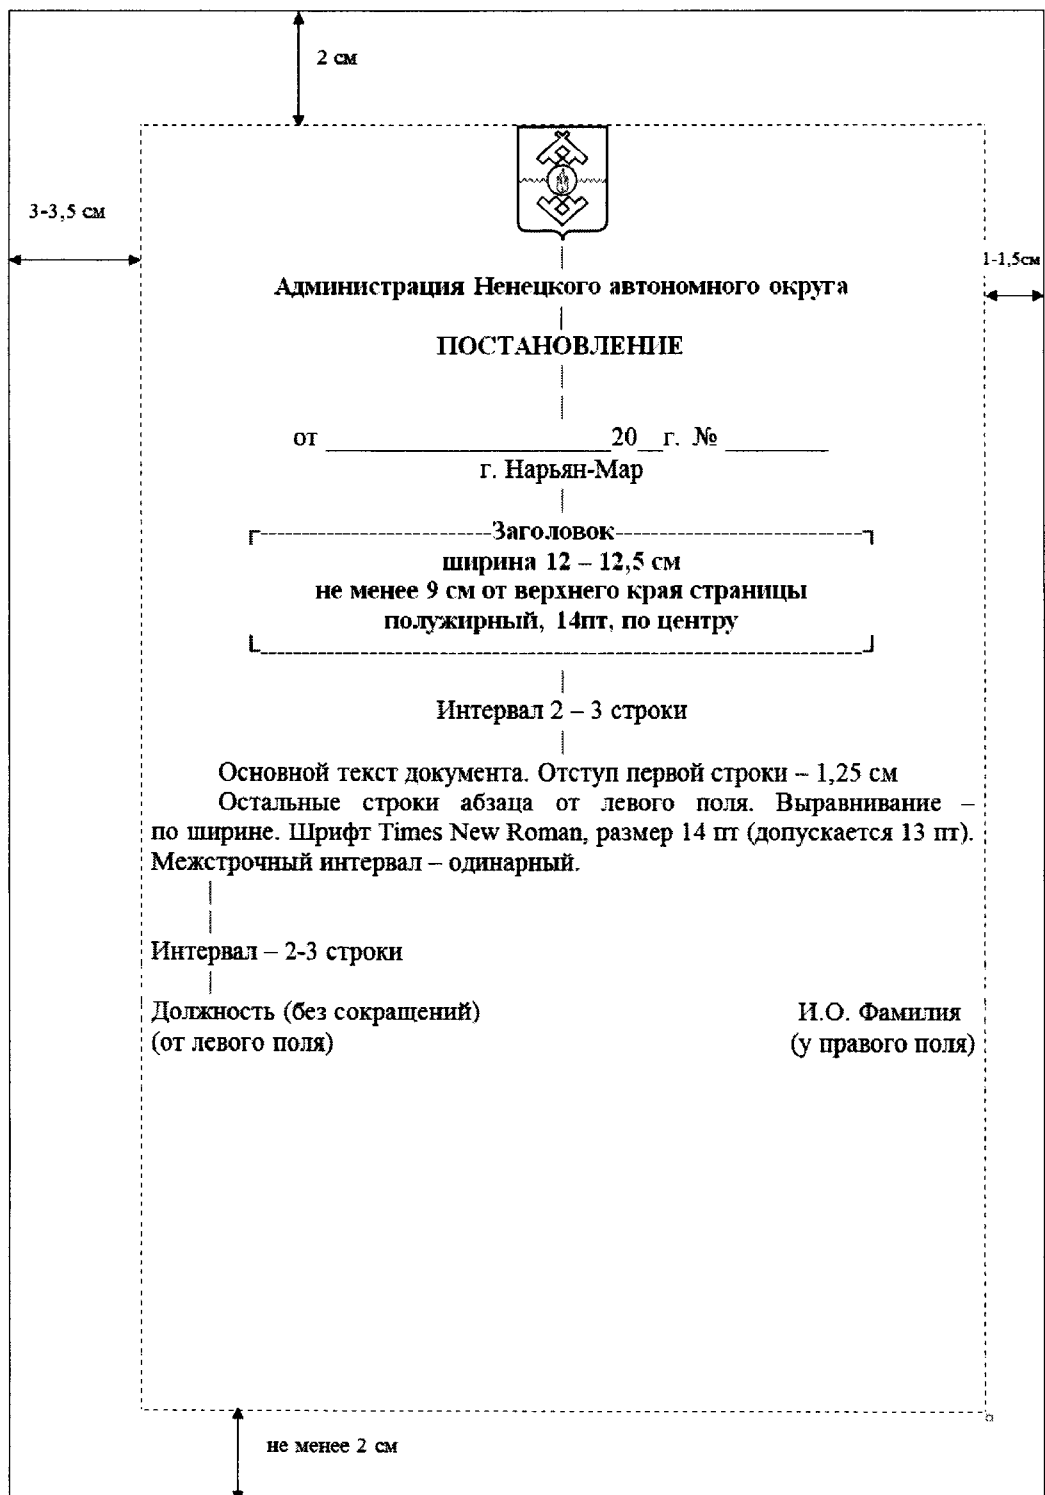 2 см
3-3,5 см
1-1,5см
Администрация Ненецкого автономного округа
ПОСТАНОВЛЕНИЕ
от ______________________20__г. № ________
г. Нарьян-Мар
Заголовок
ширина 12 – 12,5 см
не менее 9 см от верхнего края страницы
полужирный, 14пт, по центру
Интервал 2 – 3 строки
Основной текст документа. Отступ первой строки – 1,25 см
Остальные строки абзаца от левого поля. Выравнивание –
по ширине. Шрифт Times New Roman, размер 14 пт (допускается 13 пт).
Межстрочный интервал – одинарный.
Интервал – 2-3 строки
Должность (без сокращений) И.О. Фамилия
(от левого поля) (у правого поля)
не менее 2 см